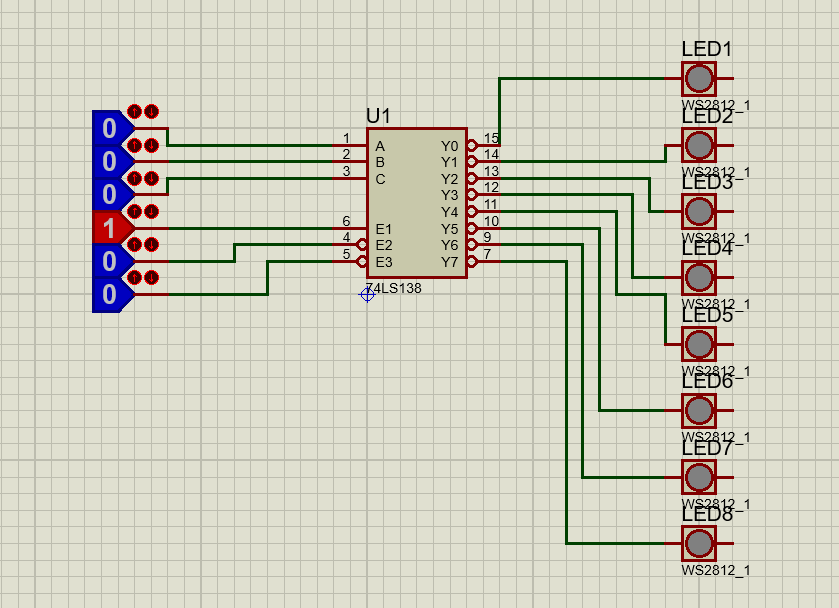 0
0
0
1
0
0
U1
1
2
3
6
4
5
A
B
C
E1
E2
E3
Y0
Y1
Y2
Y3
Y4
Y5
Y6
Y7
15
14
13
12
11
10
9
7
74LS138
LED1
WS2812_1
LED2
WS2812_1
LED3
WS2812_1
LED4
WS2812_1
LED5
WS2812_1
LED6
WS2812_1
LED7
WS2812_1
LED8
WS2812_1